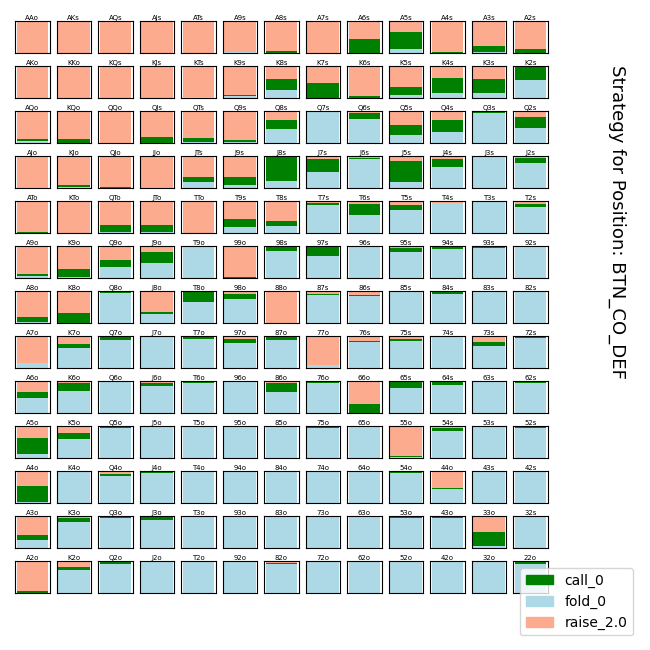 AAo AKs AQs AJs ATs A9s A8s A7s A6s A5s A4s A3s A2s
AKo KKo KQs KJs KTs K9s K8s K7s K6s K5s K4s K3s K2s
AQo KQo QQo QJs QTs Q9s Q8s Q7s Q6s Q5s Q4s Q3s Q2s
AJo KJo QJo JJo JTs J9s J8s J7s J6s J5s J4s J3s J2s
ATo KTo QTo JTo TTo T9s T8s T7s T6s T5s T4s T3s T2s
A9o K9o Q9o J9o T9o 99o 98s 97s 96s 95s 94s 93s 92s
A8o K8o Q8o J8o T8o 98o 88o 87s 86s 85s 84s 83s 82s
A7o K7o Q7o J7o T7o 97o 87o 77o 76s 75s 74s 73s 72s
A6o K6o Q6o J6o T6o 96o 86o 76o 66o 65s 64s 63s 62s
A5o K5o Q5o J5o T5o 95o 85o 75o 65o 55o 54s 53s 52s
A4o K4o Q4o J4o T4o 94o 84o 74o 64o 54o 44o 43s 42s
A3o K3o Q3o J3o T3o 93o 83o 73o 63o 53o 43o 33o 32s
A2o K2o Q2o J2o T2o 92o 82o 72o 62o 52o 42o 32o 22o
Strategy for Position: BTN_CO_DEF
call_0
fold_0
raise_2.0